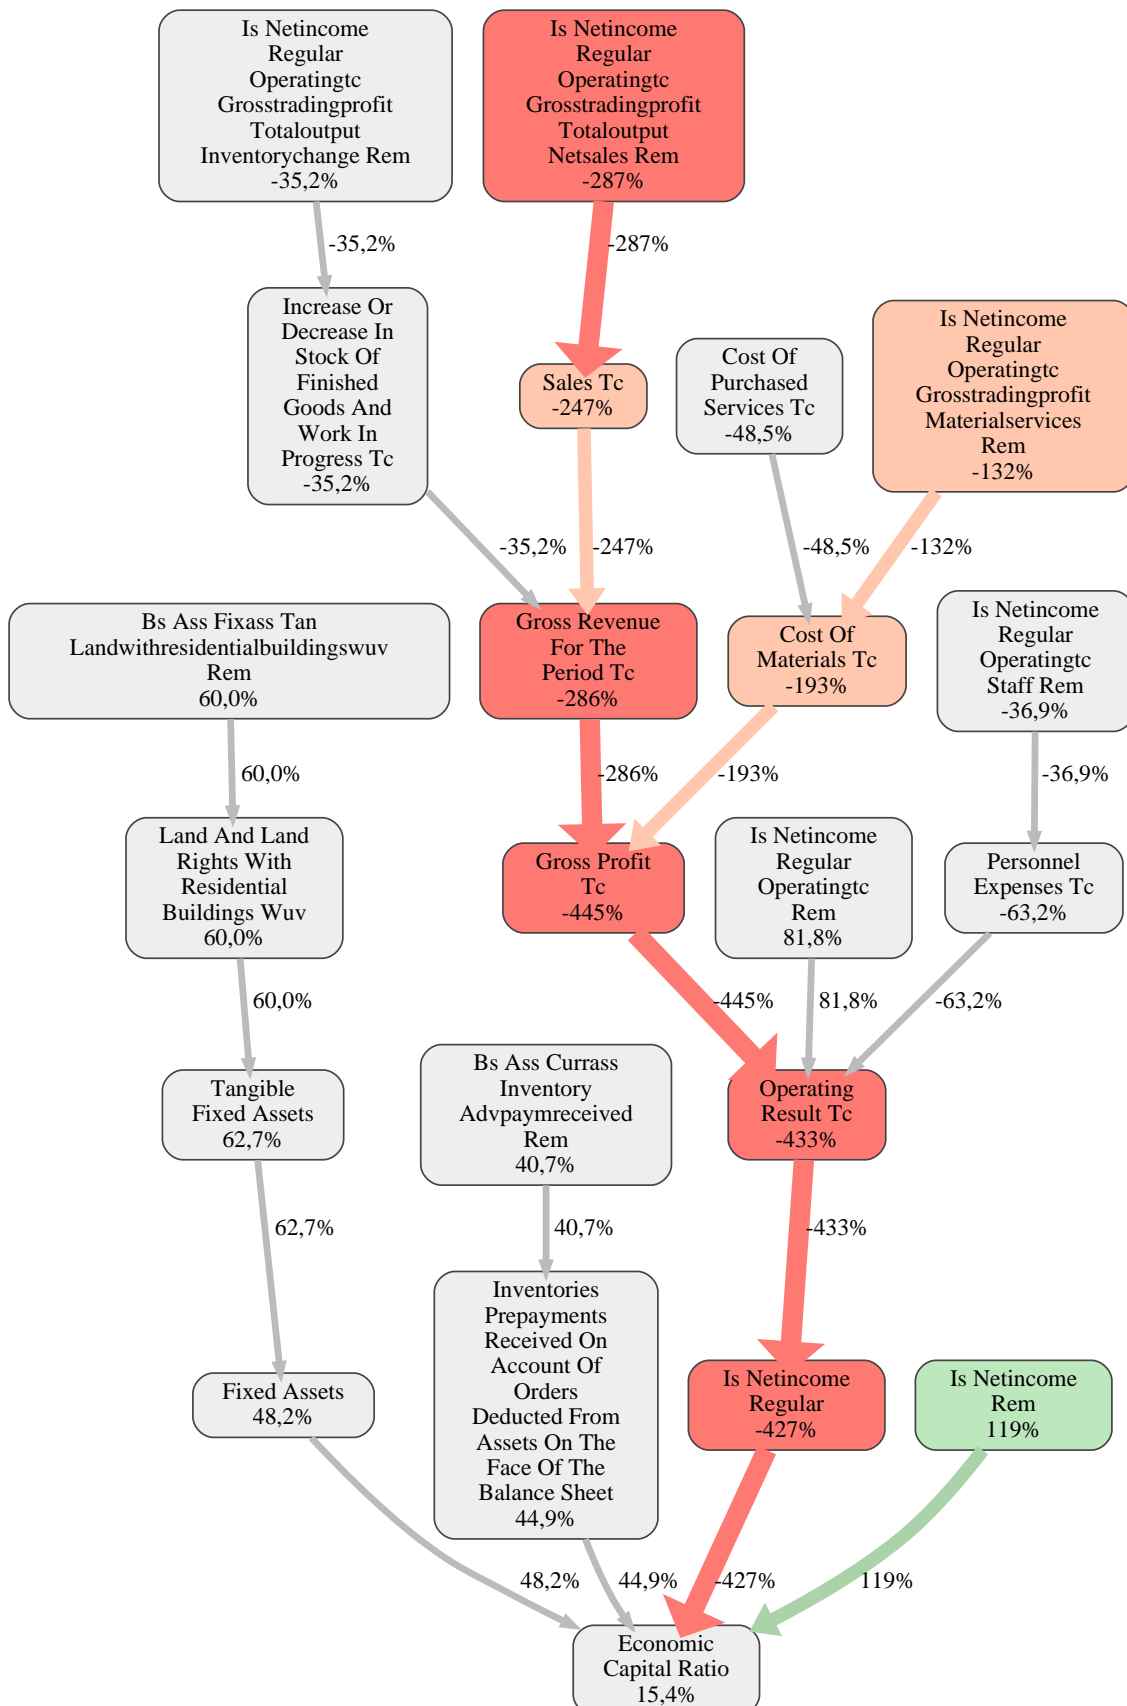 Is Netincome
Regular
Operatingtc
Grosstradingprofit
Totaloutput
Inventorychange Rem
-35,2%
Is Netincome
Regular
Operatingtc
Grosstradingprofit
Totaloutput
Netsales Rem
-287%
-35,2%
-287%
Increase Or
Decrease In
Stock Of
Finished
Goods And
Work In
Progress Tc
-35,2%
Sales Tc
-247%
Cost Of
Purchased
Services Tc
-48,5%
Is Netincome
Regular
Operatingtc
Grosstradingprofit
Materialservices
Rem
-132%
-35,2%
-247%
-48,5%
-132%
Bs Ass Fixass Tan
Landwithresidentialbuildingswuv
Rem
60,0%
Gross Revenue
For The
Period Tc
-286%
Cost Of
Materials Tc
-193%
Is Netincome
Regular
Operatingtc
Staff Rem
-36,9%
60,0%
-286%
-193%
-36,9%
Land And Land
Rights With
Residential
Buildings Wuv
60,0%
Gross Profit
Tc
-445%
Is Netincome
Regular
Operatingtc
Rem
81,8%
Personnel
Expenses Tc
-63,2%
60,0%
-445%
81,8%
-63,2%
Tangible
Fixed Assets
62,7%
Bs Ass Currass
Inventory
Advpaymreceived
Rem
40,7%
Operating
Result Tc
-433%
62,7%
40,7%
-433%
Fixed Assets
48,2%
Inventories
Prepayments
Received On
Account Of
Orders
Deducted From
Assets On The
Face Of The
Balance Sheet
44,9%
Is Netincome
Regular
-427%
Is Netincome
Rem
119%
48,2%
44,9%
-427%
119%
Economic
Capital Ratio
15,4%